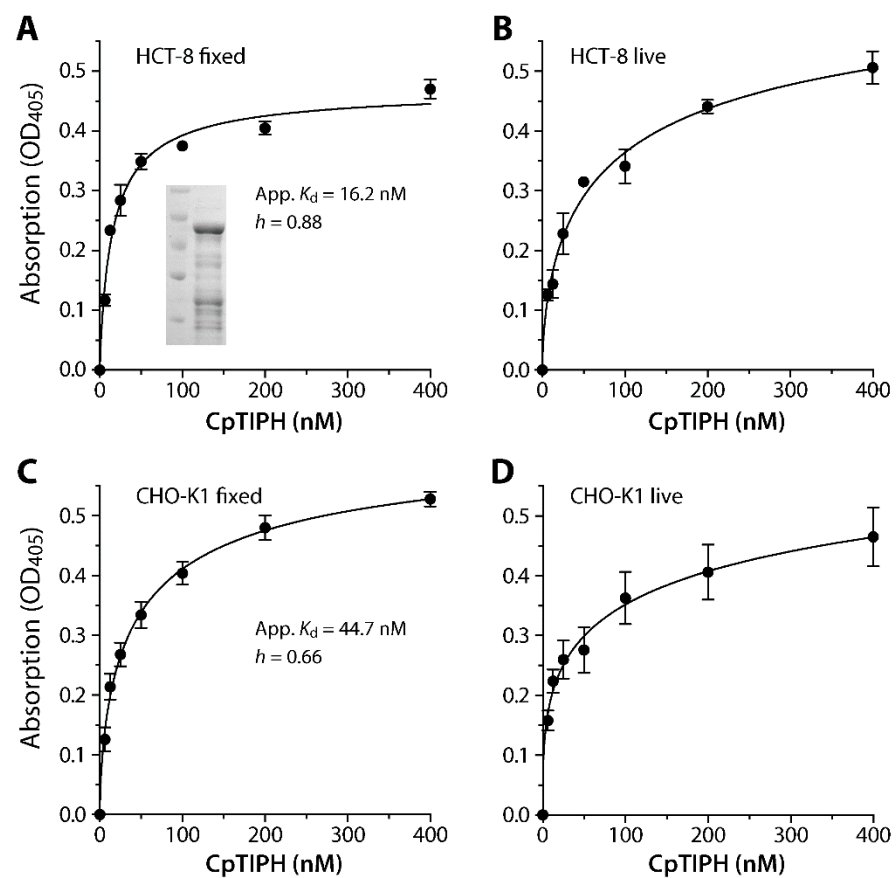 A
HCT-8 fixed
Absorption (OD405)
0.5
0.4
0.3
0.2
0.1
0.0
App. Kd = 16.2 nM
h = 0.88
0 100 200 300 400
CpTIPH (nM)
B
HCT-8 live
0.5
0.4
0.3
0.2
0.1
0.0
0 100 200 300 400
CpTIPH (nM)
C
CHO-K1 fixed
Absorption (OD405)
0.5
0.4
0.3
0.2
0.1
0.0
App. Kd = 44.7 nM
h = 0.66
0 100 200 300 400
CpTIPH (nM)
D
CHO-K1 live
0.5
0.4
0.3
0.2
0.1
0.0
0 100 200 300 400
CpTIPH (nM)